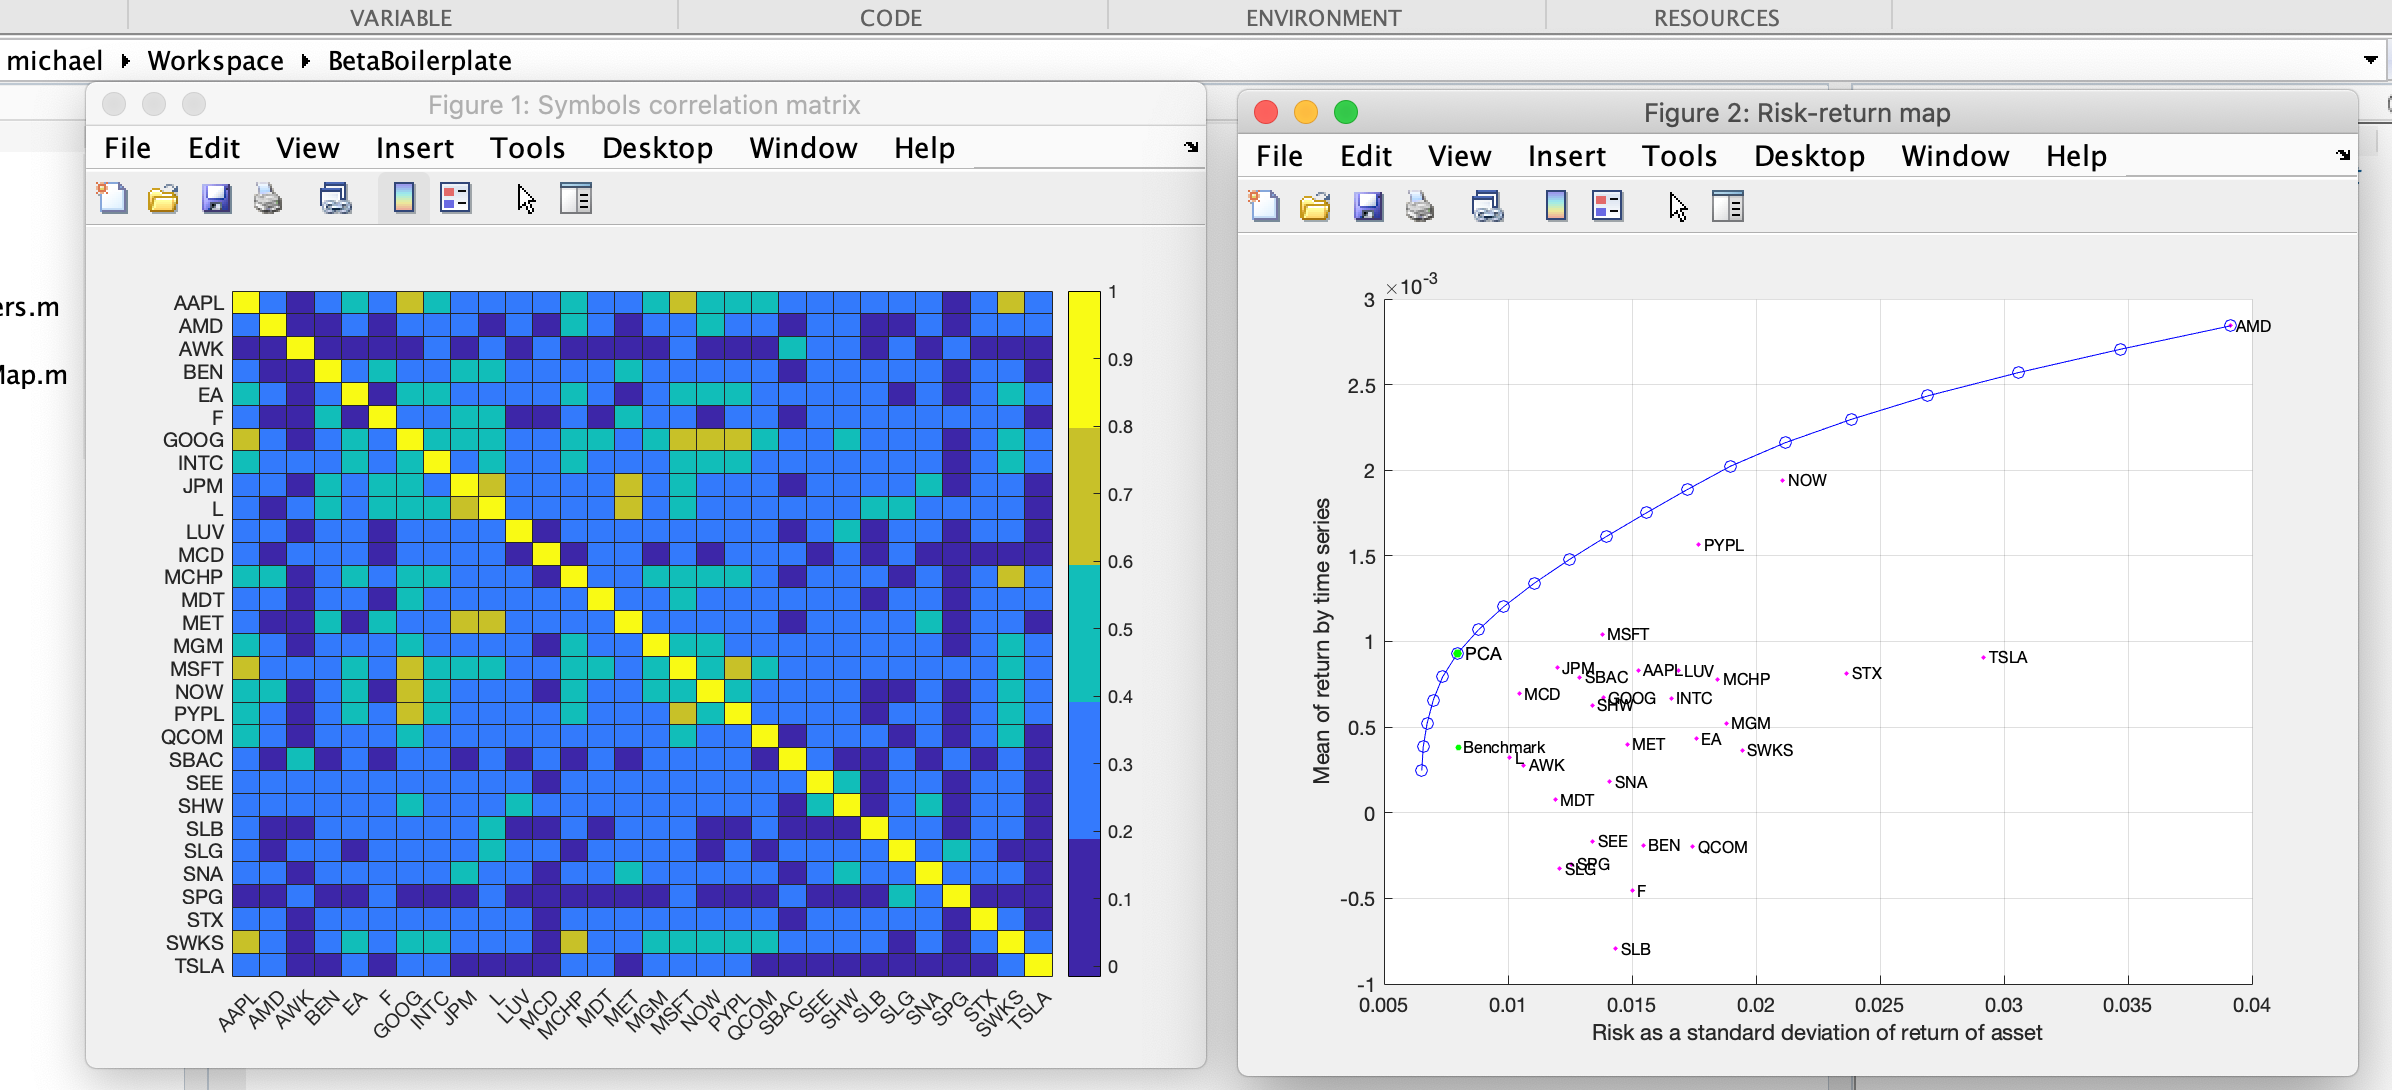 VARIABLE CODE ENVIRONMENT RESOURCES
michael Workspace BetaBoilerplate
ers.m
Map.m
Figure 1: Symbols correlation matrix
File Edit View Insert Tools Desktop Window Help
AAPL
AMD
AWK
BEN
EA
F
GOOG
INTC
JPM
L
LUV
MCD
MCHP
MDT
MET
MGM
MSFT
NOW
PYPL
QCOM
SBAC
SEE
SHW
SLB
SLG
SNA
SPG
STX
SWKS
TSLA
AAPL AMD AWK BEN EA F GOOG INTC JPM L LUV MCD MCHP MDT MET MGM MSFT NOW PYPL QCOM SBAC SEE SHW SLB SLG SNA SPG STX SWKS TSLA
1
0.9
0.8
0.7
0.6
0.5
0.4
0.3
0.2
0.1
0
Figure 2: Risk-return map
File Edit View Insert Tools Desktop Window Help
×10-3
3
2.5
2
1.5
1
0.5
0
-0.5
-1
Mean of return by time series
AMD
NOW
PYPL
MSFT
PCA
TSLA
JPM
SBAC
AAPL
LUV
MCHP
STX
MCD
GOOG
SHW
INTC
MGM
EA
MET
SWKS
Benchmark
L
AWK
SNA
MDT
SEE
BEN
QCOM
SPG
SLG
F
SLB
0.005 0.01 0.015 0.02 0.025 0.03 0.035 0.04
Risk as a standard deviation of return of asset